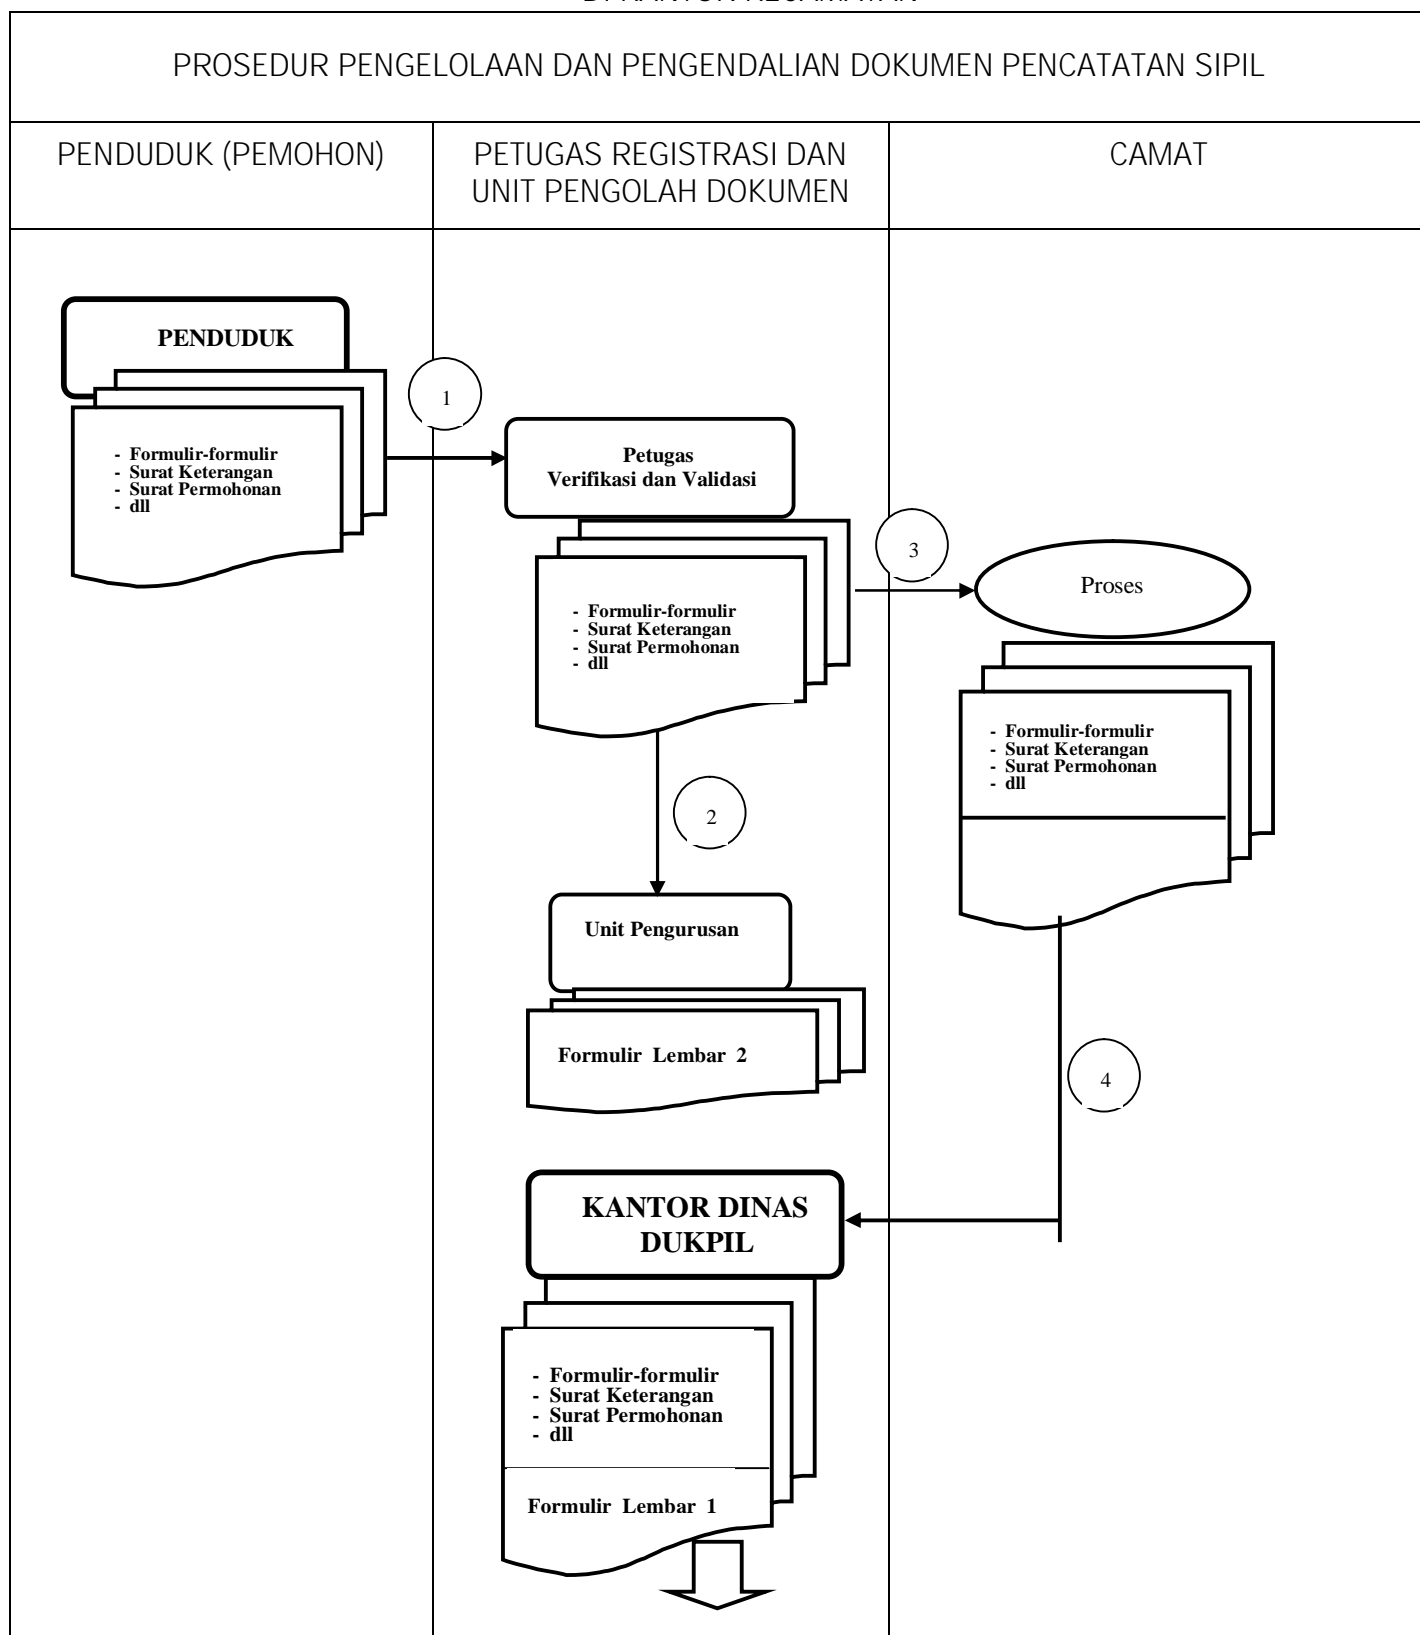 DI KANTOR KECAMATAN
PROSEDUR PENGELOLAAN DAN PENGENDALIAN DOKUMEN PENCATATAN SIPIL
PENDUDUK (PEMOHON)
PETUGAS REGISTRASI DAN
UNIT PENGOLAH DOKUMEN
CAMAT
PENDUDUK
- Formulir-formulir
- Surat Keterangan
- Surat Permohonan
- dll
1
Petugas
Verifikasi dan Validasi
- Formulir-formulir
- Surat Keterangan
- Surat Permohonan
- dll
3
Proses
- Formulir-formulir
- Surat Keterangan
- Surat Permohonan
- dll
2
Unit Pengurusan
Formulir Lembar 2
4
KANTOR DINAS
DUKPIL
- Formulir-formulir
- Surat Keterangan
- Surat Permohonan
- dll
Formulir Lembar 1